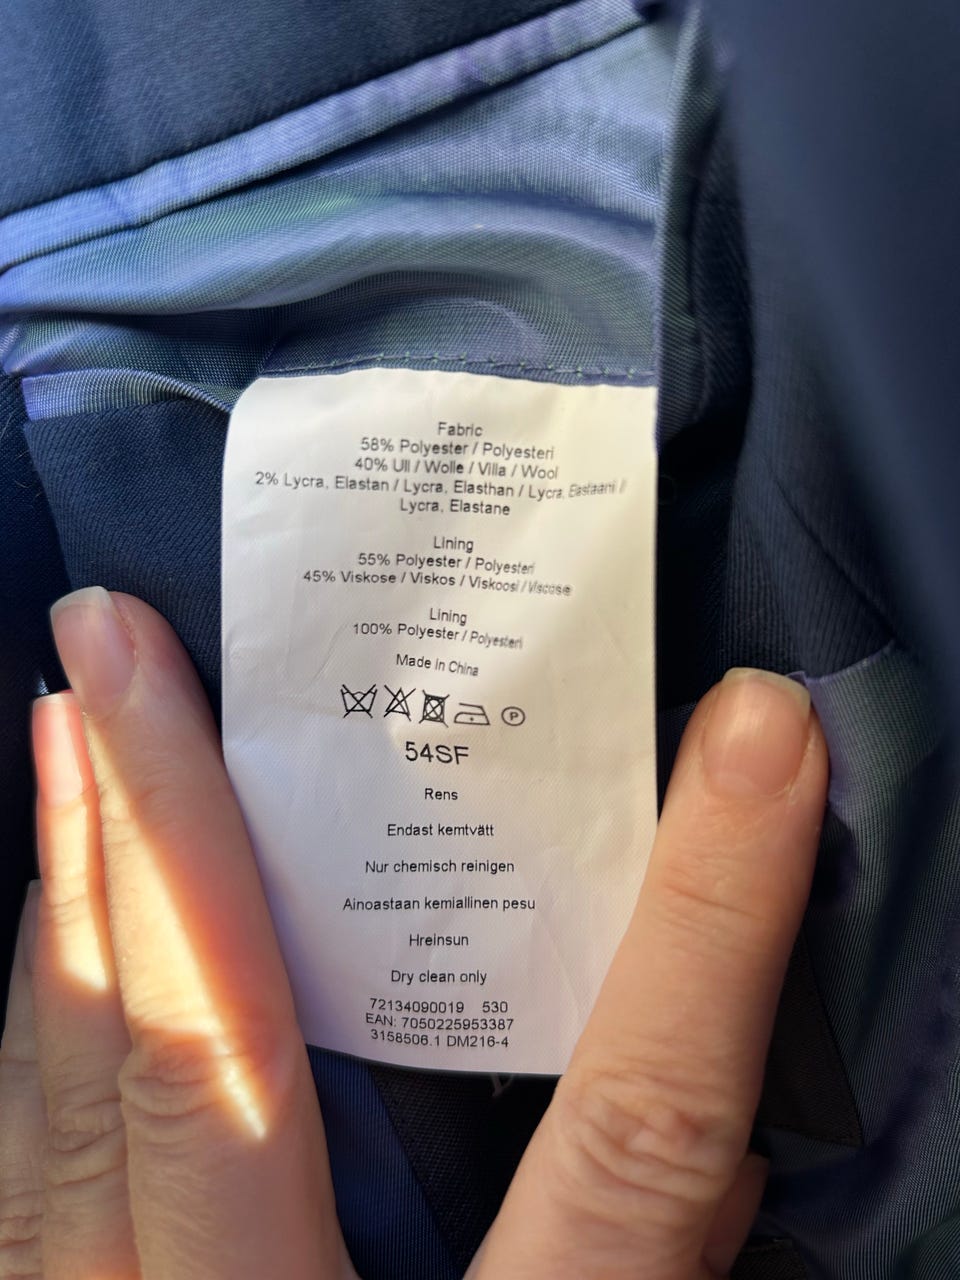 Fabric
58% Polyester / Polyesteri
40% Ull / Wolle / Villa / Wool
2% Lycra, Elastan / Lycra, Elasthan / Lycra, Elastaani /
Lycra, Elastane
Lining
55% Polyester / Polyesteri
45% Viskose / Viskos / Viskoosi / Viscose
Lining
100% Polyester / Polyesteri
Made In China
P
54SF
Rens
Endast kemtvätt
Nur chemisch reinigen
Ainoastaan kemiallinen pesu
Hreinsun
Dry clean only
72134090019 530
EAN: 7050225953387
3158506.1 DM216-4